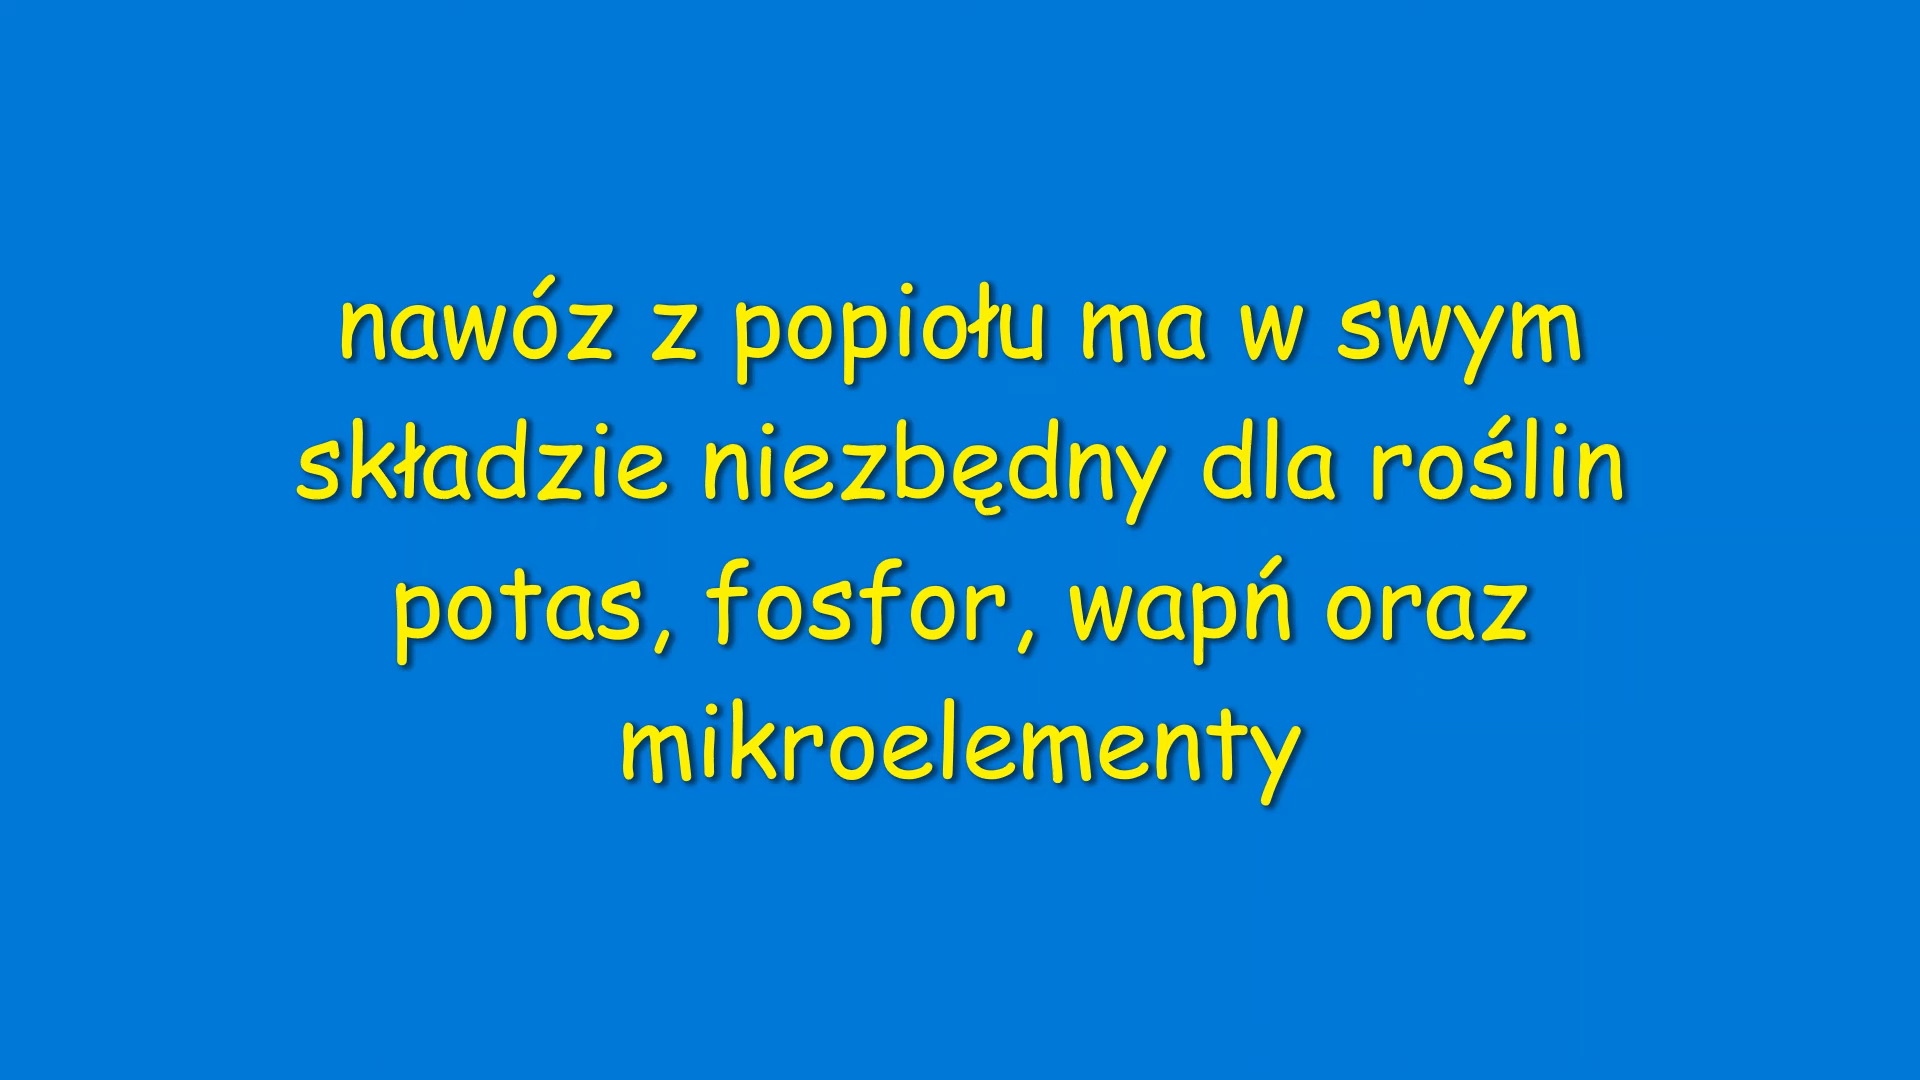 nawóz z popiołu ma w swym
składzie niezbędny dla roślin
potas, fosfor, wapń oraz
mikroelementy